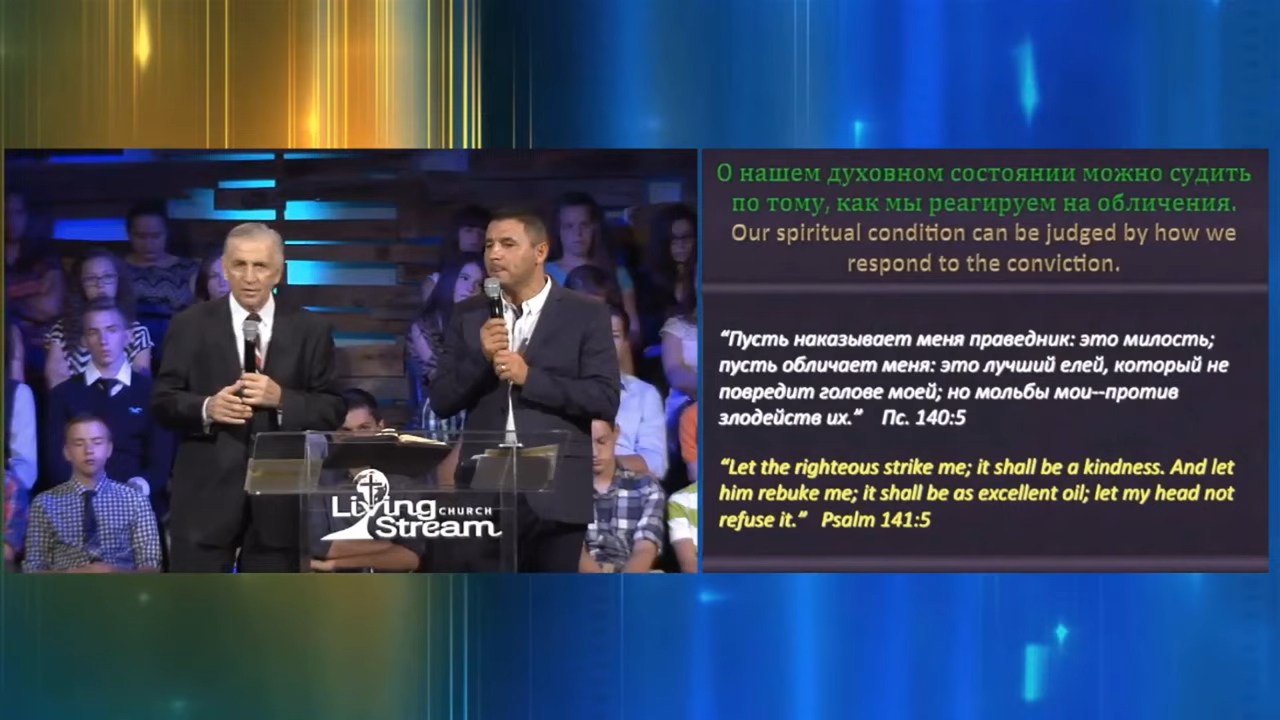 Living CHURCH
Stream
О нашем духовном состоянии можно судить
по тому, как мы реагируем на обличения.
Our spiritual condition can be judged by how we
respond to the conviction.
“Пусть наказывает меня праведник: это милость;
пусть обличает меня: это лучший елей, который не
повредит голове моей; но мольбы мои--против
злодейств их.” Пс. 140:5
“Let the righteous strike me; it shall be a kindness. And let
him rebuke me; it shall be as excellent oil; let my head not
refuse it.” Psalm 141:5